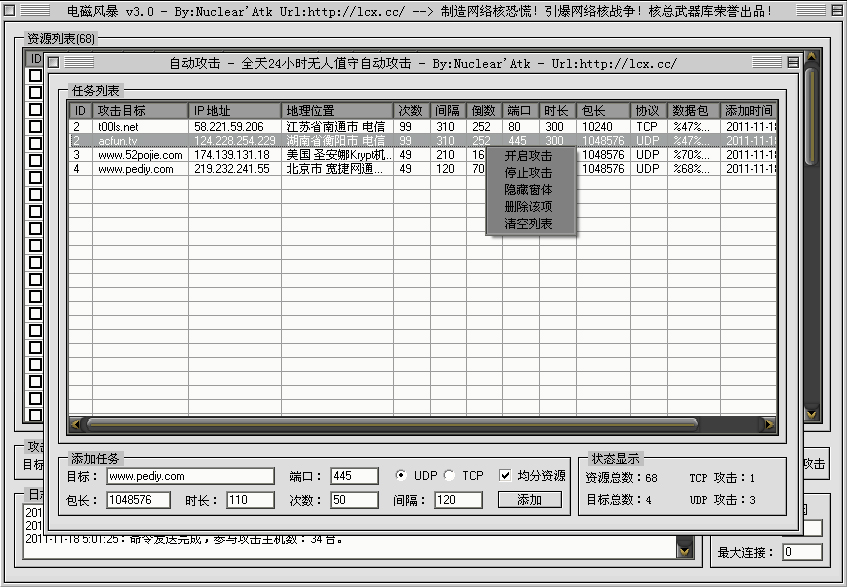 电磁风暴 v3.0 - By:Nuclear'Atk Url:http://lcx.cc/ --> 制造网络核恐慌! 引爆网络核战争! 核总武器库荣誉出品!
资源列表(68)
ID
自动攻击 - 全天24小时无人值守自动攻击 - By:Nuclear'Atk - Url:http://lcx.cc/
任务列表
ID 攻击目标 IP地址 地理位置 次数 间隔 倒数 端口 时长 包长 协议 数据包 添加时间
2 t00ls.net 58.221.59.206 江苏省南通市 电信 99 310 252 80 300 10240 TCP %47%... 2011-11-18
2 acfun.tv 124.228.254.229 湖南省衡阳市 电信 99 310 252 445 300 1048576 UDP %47%... 2011-11-18
3 www.52pojie.com 174.139.131.18 美国 圣安娜Krypt机... 49 210 16 1048576 UDP %70%... 2011-11-18
4 www.pediy.com 219.232.241.55 北京市 宽捷网通... 49 120 70 1048576 UDP %68%... 2011-11-18
开启攻击
停止攻击
隐藏窗体
删除该项
清空列表
添加任务
目标: www.pediy.com 端口: 445 UDP TCP 均分资源
包长: 1048576 时长: 110 次数: 50 间隔: 120 添加
状态显示
资源总数:68 TCP 攻击:1
目标总数:4 UDP 攻击:3
攻击
目标
攻击
日志
201
201
2011-11-18 5:01:25:命令发送完成,参与攻击主机数:34台。
最大连接: 0